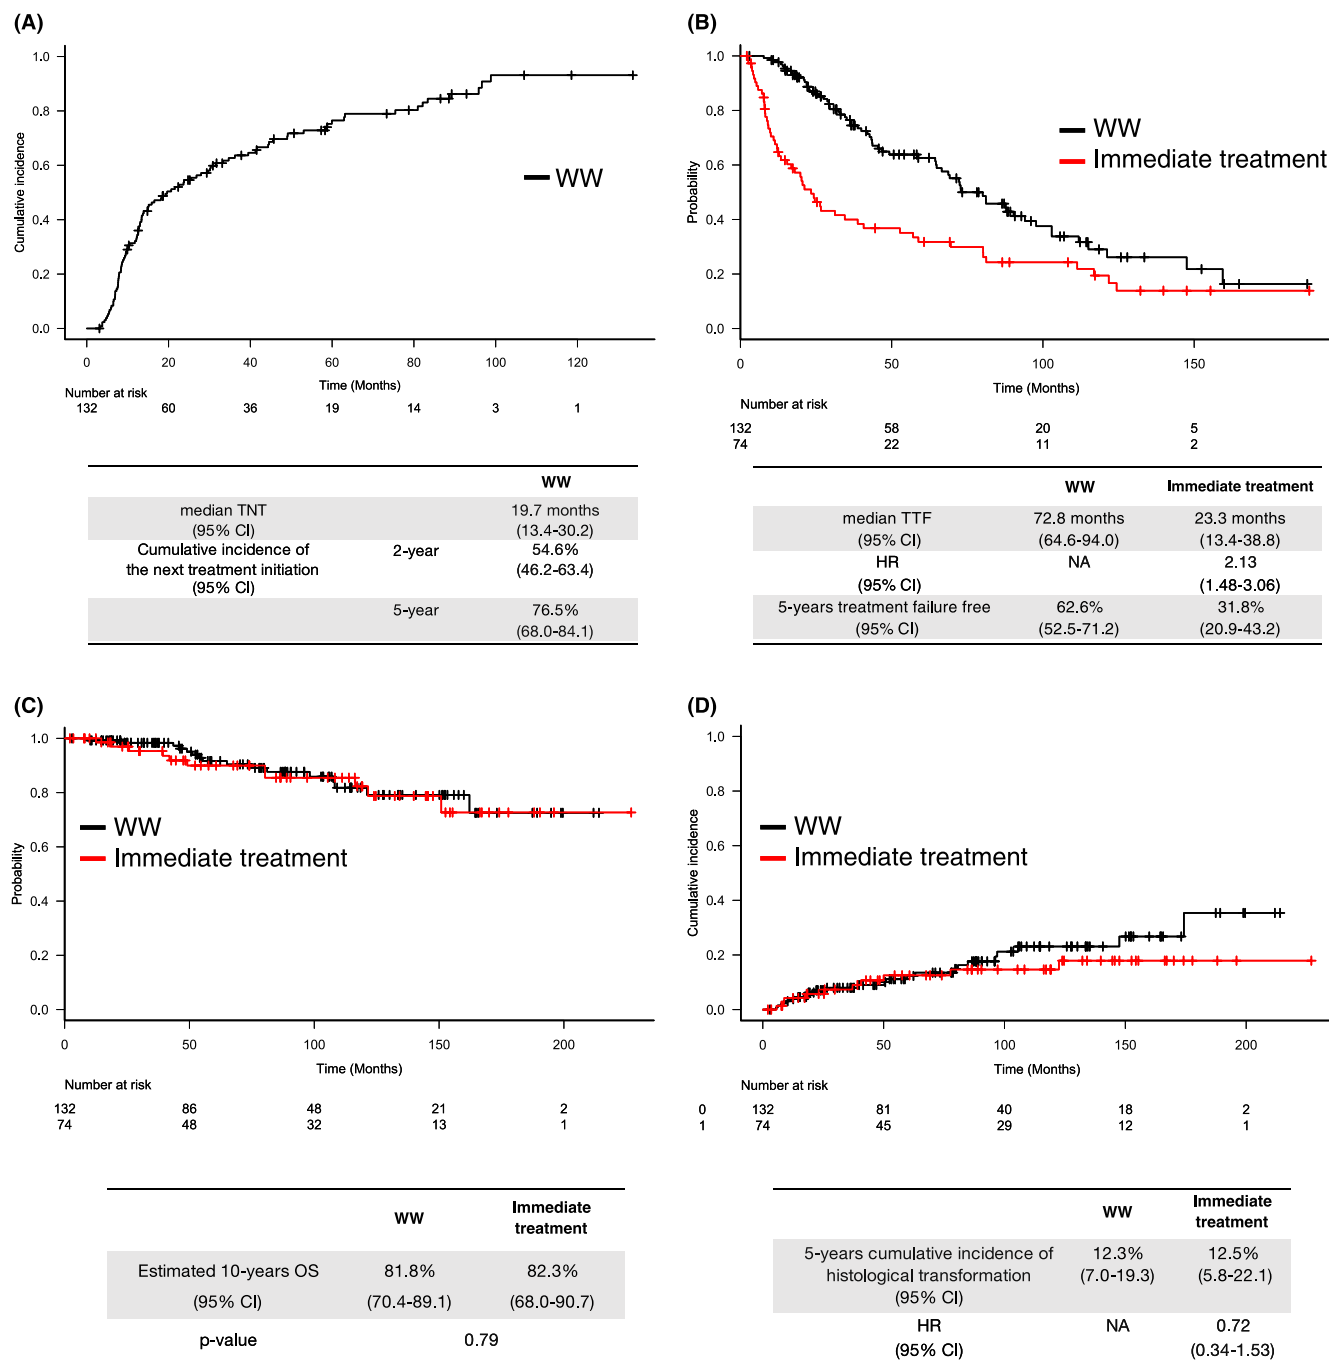 (A)
1.0
0.8
0.6
0.4
0.2
0.0
Cumulative incidence
WW
0 20 40 60 80 100 120
Time (Months)
Number at risk
132 60 36 19 14 3 1
WW
median TNT 19.7 months
(95% CI) (13.4-30.2)
Cumulative incidence of 2-year 54.6%
the next treatment initiation (46.2-63.4)
(95% CI)
5-year 76.5%
(68.0-84.1)
(B)
1.0
0.8
0.6
0.4
0.2
0.0
Probability
WW
Immediate treatment
0 50 100 150
Time (Months)
Number at risk
132 58 20 5
74 22 11 2
WW Immediate treatment
median TTF 72.8 months 23.3 months
(95% CI) (64.6-94.0) (13.4-38.8)
HR NA 2.13
(95% CI) (1.48-3.06)
5-years treatment failure free 62.6% 31.8%
(95% CI) (52.5-71.2) (20.9-43.2)
(C)
1.0
0.8
0.6
0.4
0.2
0.0
Probability
WW
Immediate treatment
0 50 100 150 200
Time (Months)
Number at risk
132 86 48 21 2
74 48 32 13 1
WW Immediate
treatment
Estimated 10-years OS 81.8% 82.3%
(95% CI) (70.4-89.1) (68.0-90.7)
p-value 0.79
(D)
1.0
0.8
0.6
0.4
0.2
0.0
Cumulative incidence
WW
Immediate treatment
0 50 100 150 200
Time (Months)
Number at risk
0 132 81 40 18 2
1 74 45 29 12 1
WW Immediate
treatment
5-years cumulative incidence of 12.3% 12.5%
histological transformation (7.0-19.3) (5.8-22.1)
(95% CI)
HR NA 0.72
(95% CI) (0.34-1.53)